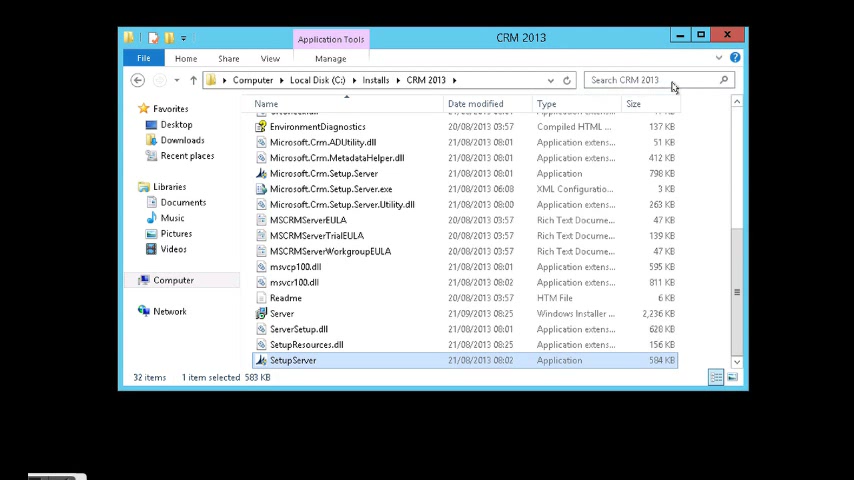 Application Tools
CRM 2013
File Home Share View Manage
Computer Local Disk (C:) Installs CRM 2013
Search CRM 2013
Name Date modified Type Size
Favorites
Desktop
Downloads
Recent places
Libraries
Documents
Music
Pictures
Videos
Computer
Network
EnvironmentDiagnostics 20/08/2013 03:57 Compiled HTML ... 137 KB
Microsoft.Crm.ADUtility.dll 21/08/2013 08:01 Application extens... 51 KB
Microsoft.Crm.MetadataHelper.dll 21/08/2013 08:01 Application extens... 412 KB
Microsoft.Crm.Setup.Server 21/08/2013 08:01 Application 798 KB
Microsoft.Crm.Setup.Server.exe 21/08/2013 06:08 XML Configuratio... 3 KB
Microsoft.Crm.Setup.Server.Utility.dll 21/08/2013 08:00 Application extens... 263 KB
MSCRMServerEULA 20/08/2013 03:57 Rich Text Docume... 47 KB
MSCRMServerTrialEULA 20/08/2013 03:57 Rich Text Docume... 139 KB
MSCRMServerWorkgroupEULA 20/08/2013 03:57 Rich Text Docume... 47 KB
msvcp100.dll 21/08/2013 08:01 Application extens... 595 KB
msvcr100.dll 21/08/2013 08:02 Application extens... 811 KB
Readme 20/08/2013 03:57 HTM File 6 KB
Server 21/09/2013 08:25 Windows Installer ... 2,236 KB
ServerSetup.dll 21/08/2013 08:01 Application extens... 628 KB
SetupResources.dll 21/08/2013 08:25 Application extens... 156 KB
SetupServer 21/08/2013 08:02 Application 584 KB
32 items 1 item selected 583 KB